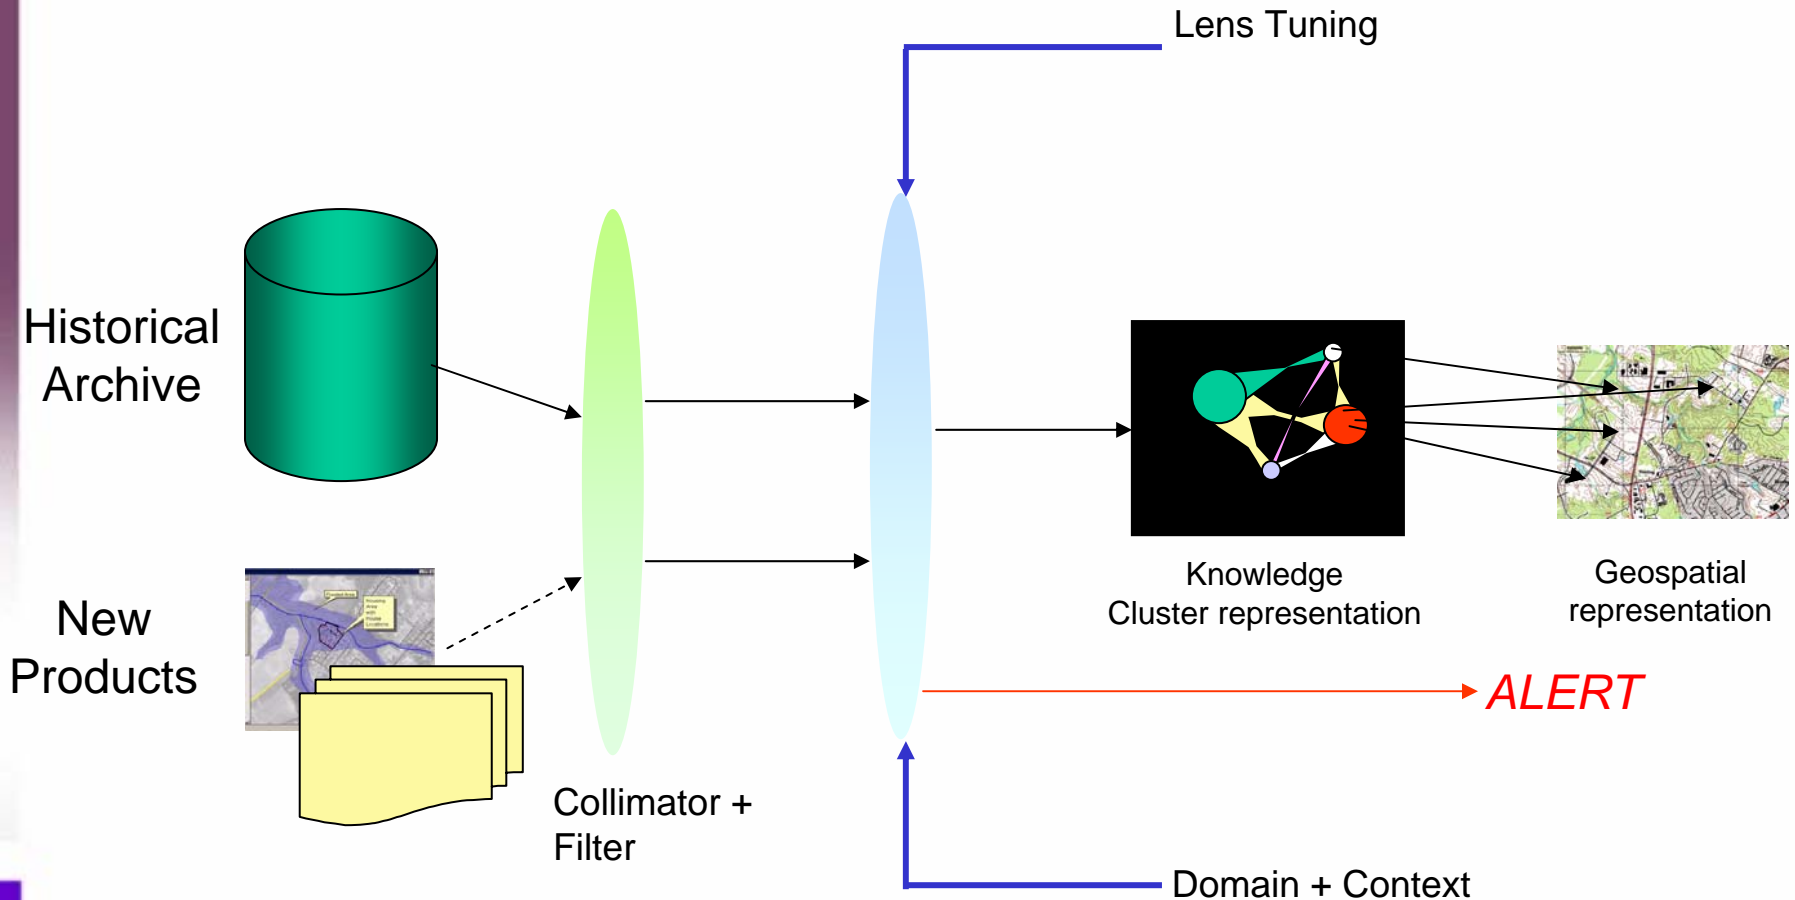 Lens Tuning
Historical
Archive
New
Products
Collimator +
Filter
Knowledge
Cluster representation
Geospatial
representation
ALERT
Domain + Context